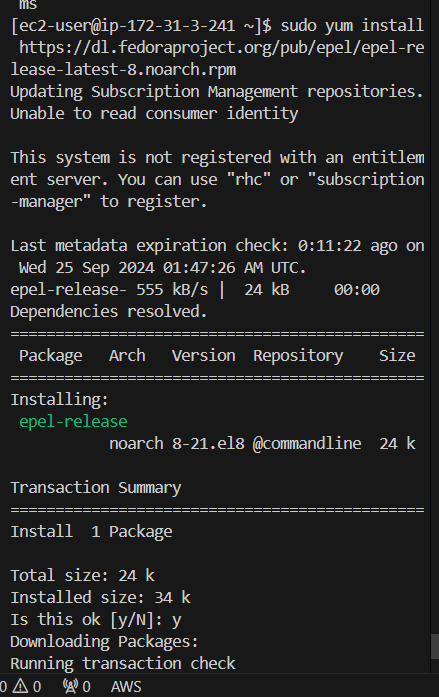 ms
[ec2-user@ip-172-31-3-241 ~]$ sudo yum install
https://dl.fedoraproject.org/pub/epel/epel-re
lease-latest-8.noarch.rpm
Updating Subscription Management repositories.
Unable to read consumer identity

This system is not registered with an entitlem
ent server. You can use "rhc" or "subscription
-manager" to register.

Last metadata expiration check: 0:11:22 ago on
Wed 25 Sep 2024 01:47:26 AM UTC.
epel-release- 555 kB/s |  24 kB     00:00
Dependencies resolved.
==============================================
Package   Arch   Version  Repository    Size
==============================================
Installing:
epel-release
noarch 8-21.el8 @commandline  24 k

Transaction Summary
==============================================
Install  1 Package

Total size: 24 k
Installed size: 34 k
Is this ok [y/N]: y
Downloading Packages:
Running transaction check
0 0 0 AWS